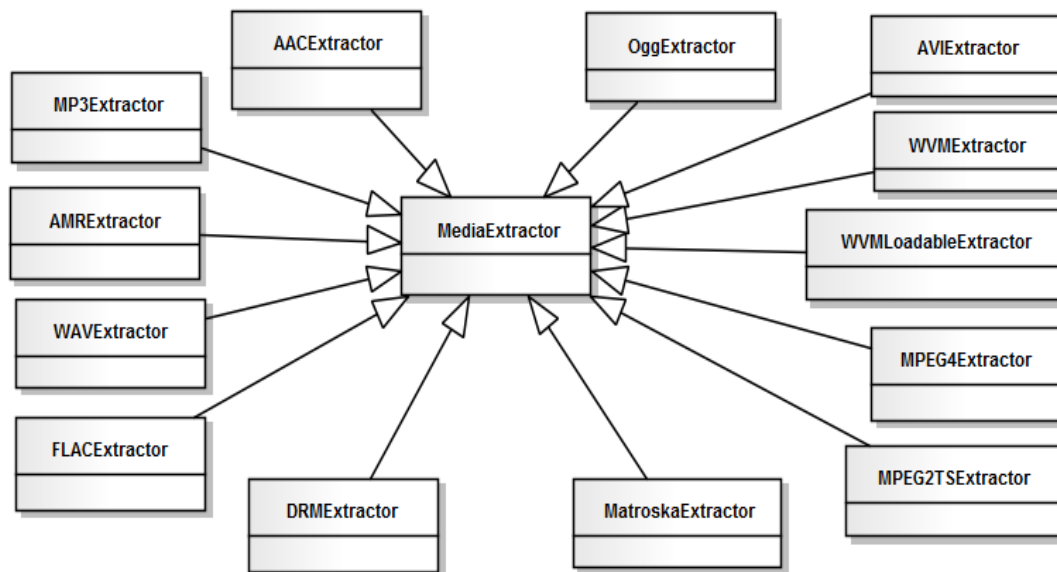 AACExtractor
OggExtractor
AVIExtractor
MP3Extractor
WVMExtractor
AMRExtractor
MediaExtractor
WVMLoadableExtractor
WAVExtractor
MPEG4Extractor
FLACExtractor
MPEG2TSExtractor
DRMExtractor
MatroskaExtractor